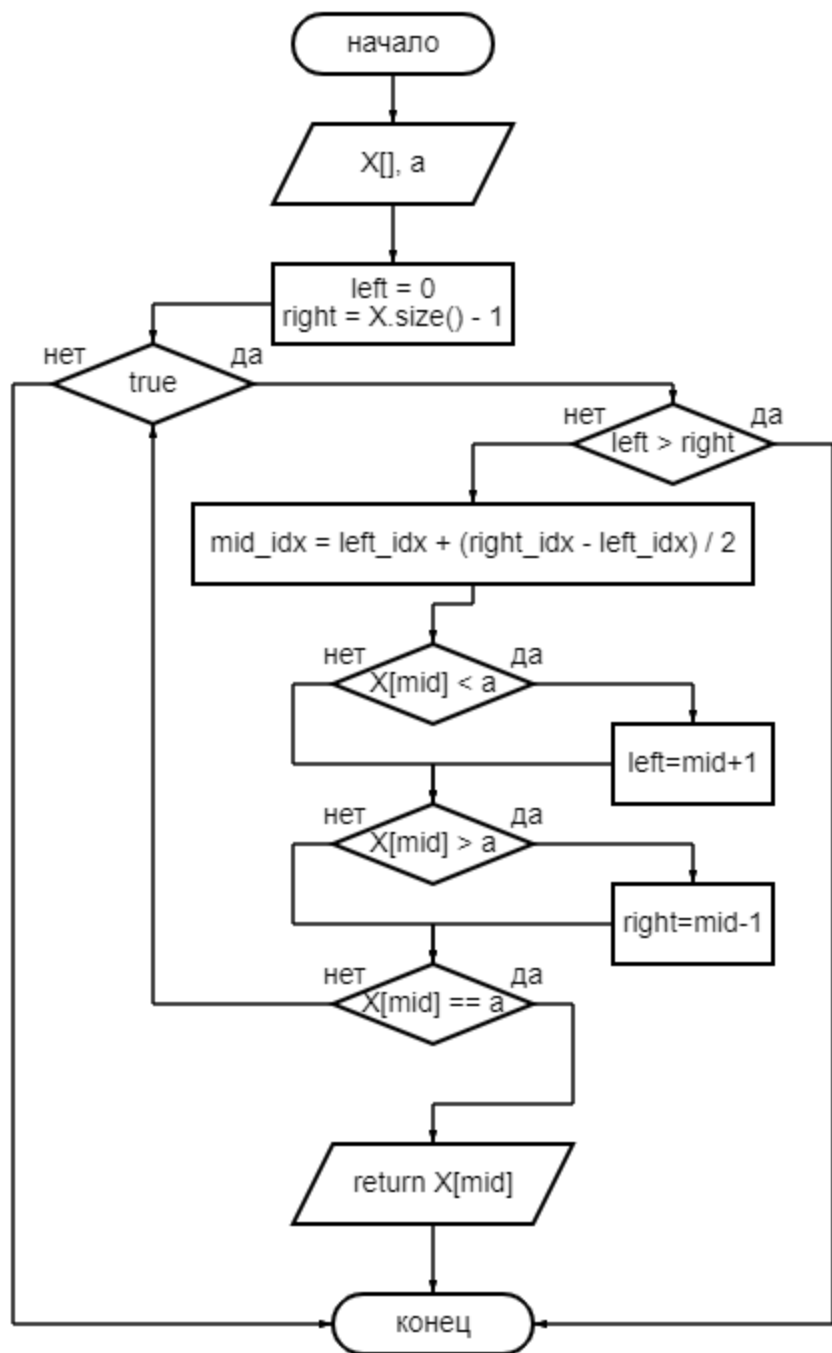 начало
X[], a
left = 0
right = X.size() - 1
нет
да
true
нет
да
left > right
mid_idx = left_idx + (right_idx - left_idx) / 2
нет
да
X[mid] < a
left=mid+1
нет
да
X[mid] > a
right=mid-1
нет
да
X[mid] == a
return X[mid]
конец